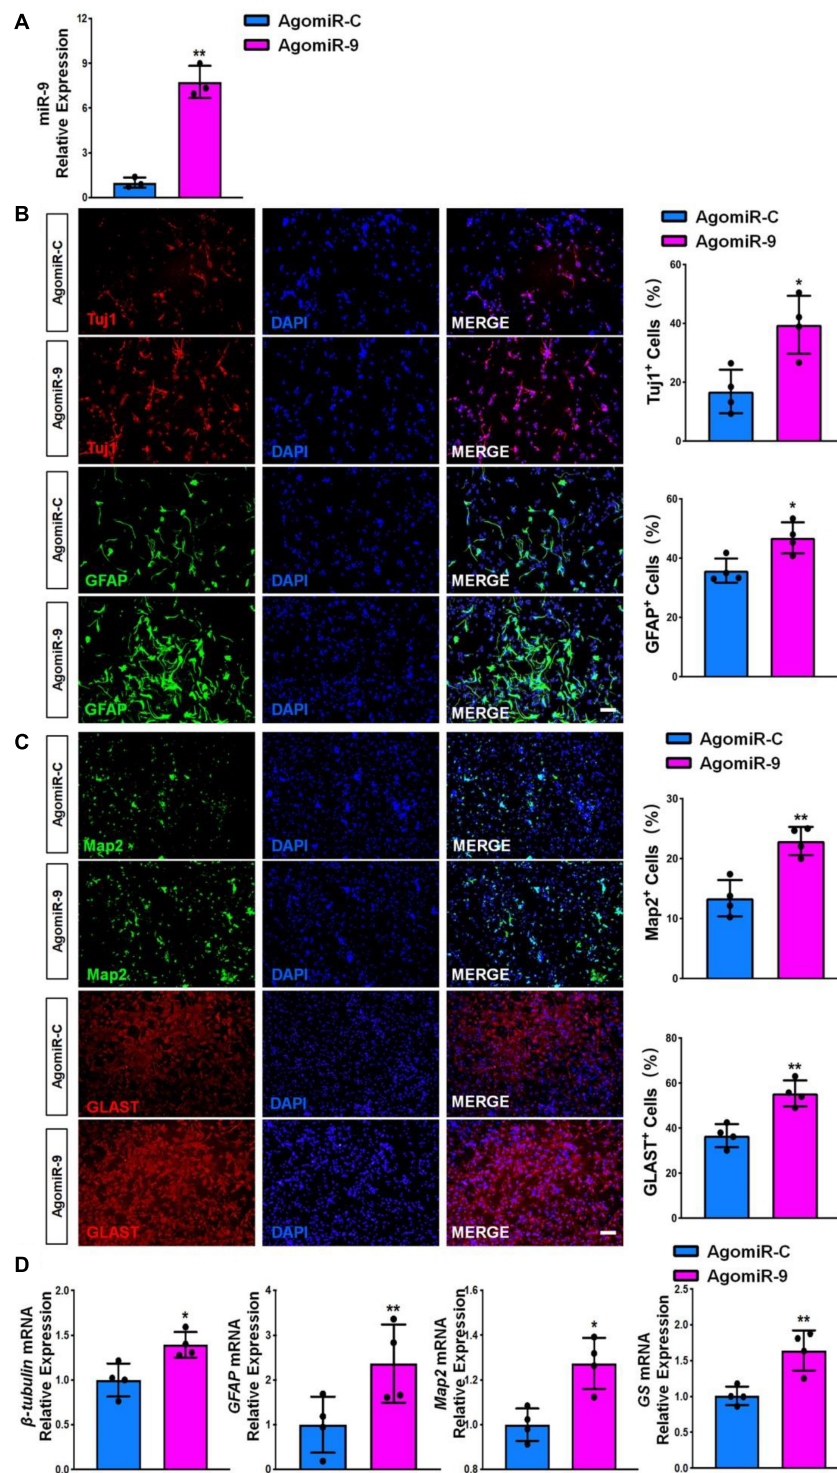 A
miR-9
Relative Expression
12
9
6
3
0
**
AgomiR-C
AgomiR-9
B
AgomiR-C
Tuj1
DAPI
MERGE
AgomiR-9
Tuj1
DAPI
MERGE
AgomiR-C
GFAP
DAPI
MERGE
AgomiR-9
GFAP
DAPI
MERGE
AgomiR-C
AgomiR-9
Tuj1+ Cells (%)
60
40
20
0
*
GFAP+ Cells (%)
60
40
20
0
*
C
AgomiR-C
Map2
DAPI
MERGE
AgomiR-9
Map2
DAPI
MERGE
AgomiR-C
GLAST
DAPI
MERGE
AgomiR-9
GLAST
DAPI
MERGE
AgomiR-C
AgomiR-9
Map2+ Cells (%)
30
20
10
0
**
GLAST+ Cells (%)
80
60
40
20
0
**
D
AgomiR-C
AgomiR-9
β-tubulin mRNA
Relative Expression
2.0
1.5
1.0
0.5
0.0
*
GFAP mRNA
Relative Expression
4
3
2
1
0
**
Map2 mRNA
Relative Expression
1.6
1.4
1.2
1.0
0.8
*
GS mRNA
Relative Expression
2.5
2.0
1.5
1.0
0.5
0.0
**